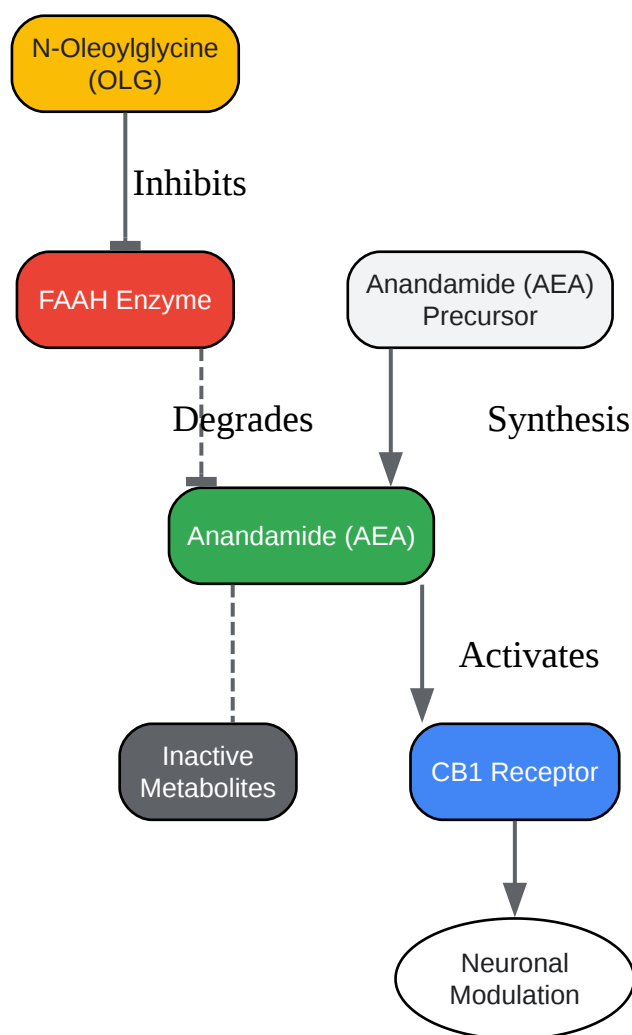 N-Oleoylglycine
(OLG)
Inhibits
FAAH Enzyme
Anandamide (AEA)
Precursor
Degrades
Synthesis
Anandamide (AEA)
Activates
Inactive
Metabolites
CB1 Receptor
Neuronal
Modulation